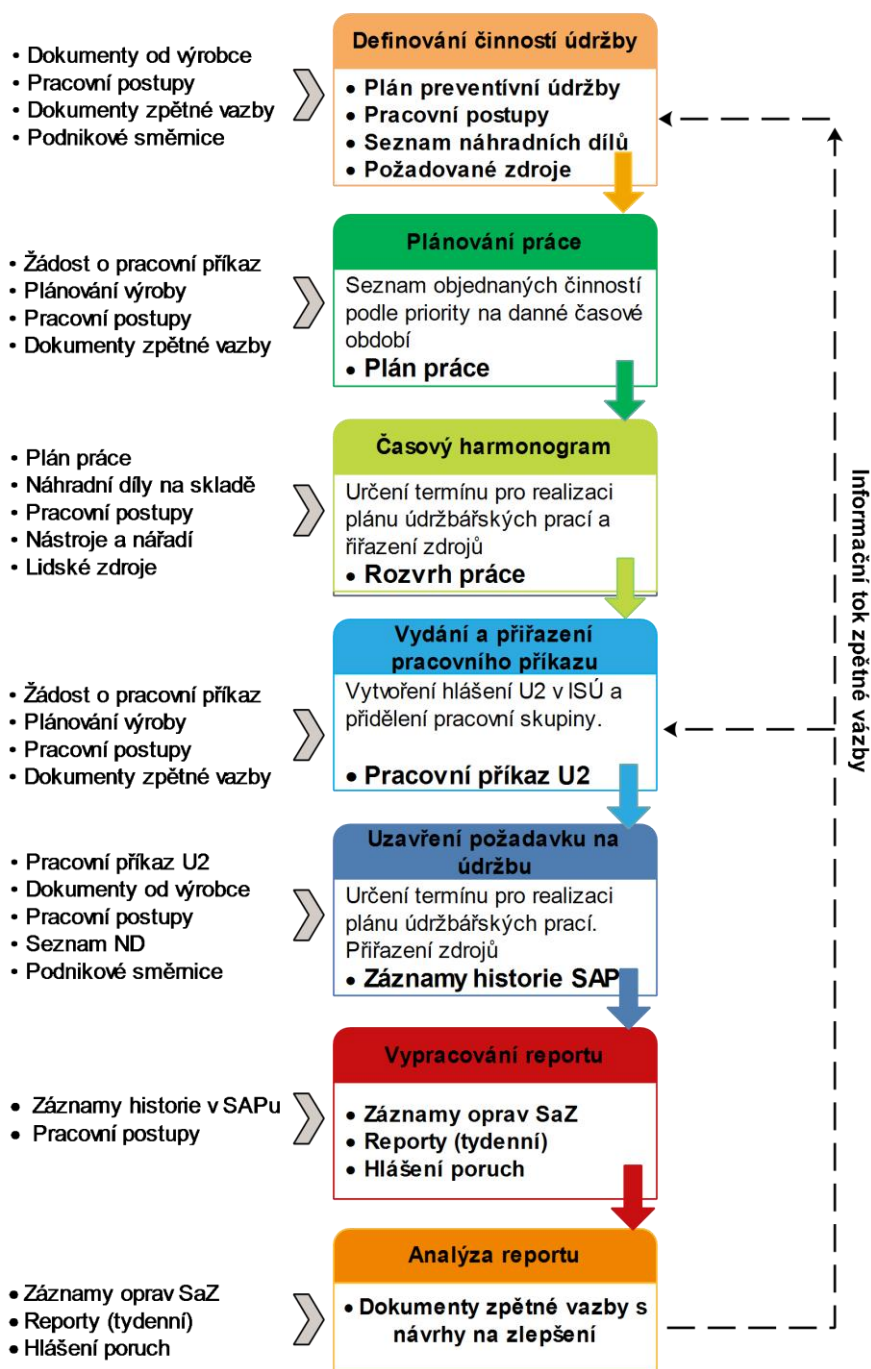 • Dokumenty od výrobce
• Pracovní postupy
• Dokumenty zpětné vazby
• Podnikové směrnice
Definování činností údržby
• Plán preventívní údržby
• Pracovní postupy
• Seznam náhradních dílů
• Požadované zdroje
• Žádost o pracovní příkaz
• Plánování výroby
• Pracovní postupy
• Dokumenty zpětné vazby
Plánování práce
Seznam objednaných činností
podle priority na danné časové
období
• Plán práce
• Plán práce
• Náhradní díly na skladě
• Pracovní postupy
• Nástroje a nářadí
• Lidské zdroje
Časový harmonogram
Určení termínu pro realizaci
plánu údržbářských prací a
řiřazení zdrojů
• Rozvrh práce
• Žádost o pracovní příkaz
• Plánování výroby
• Pracovní postupy
• Dokumenty zpětné vazby
Vydání a přiřazení
pracovního příkazu
Vytvoření hlášení U2 v ISÚ a
přidělení pracovní skupiny.
• Pracovní příkaz U2
• Pracovní příkaz U2
• Dokumenty od výrobce
• Pracovní postupy
• Seznam ND
• Podnikové směrnice
Uzavření požadavku na
údržbu
Určení termínu pro realizaci
plánu údržbářských prací.
Přiřazení zdrojů
• Záznamy historie SAP
• Záznamy historie v SAPu
• Pracovní postupy
Vypracování reportu
• Záznamy oprav SaZ
• Reporty (tydenní)
• Hlášení poruch
• Záznamy oprav SaZ
• Reporty (tydenní)
• Hlášení poruch
Analýza reportu
• Dokumenty zpětné vazby s
návrhy na zlepšení
Informační tok zpětné vázby